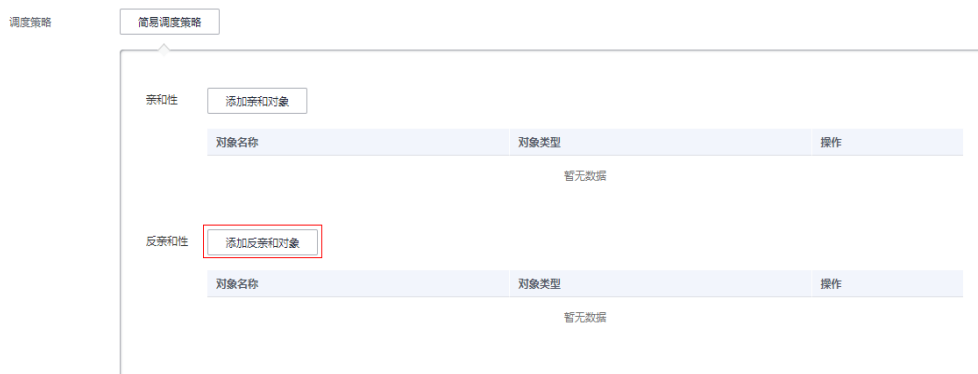 调度策略 简易调度策略
亲和性 添加亲和对象
对象名称 对象类型 操作
暂无数据
反亲和性 添加反亲和对象
对象名称 对象类型 操作
暂无数据